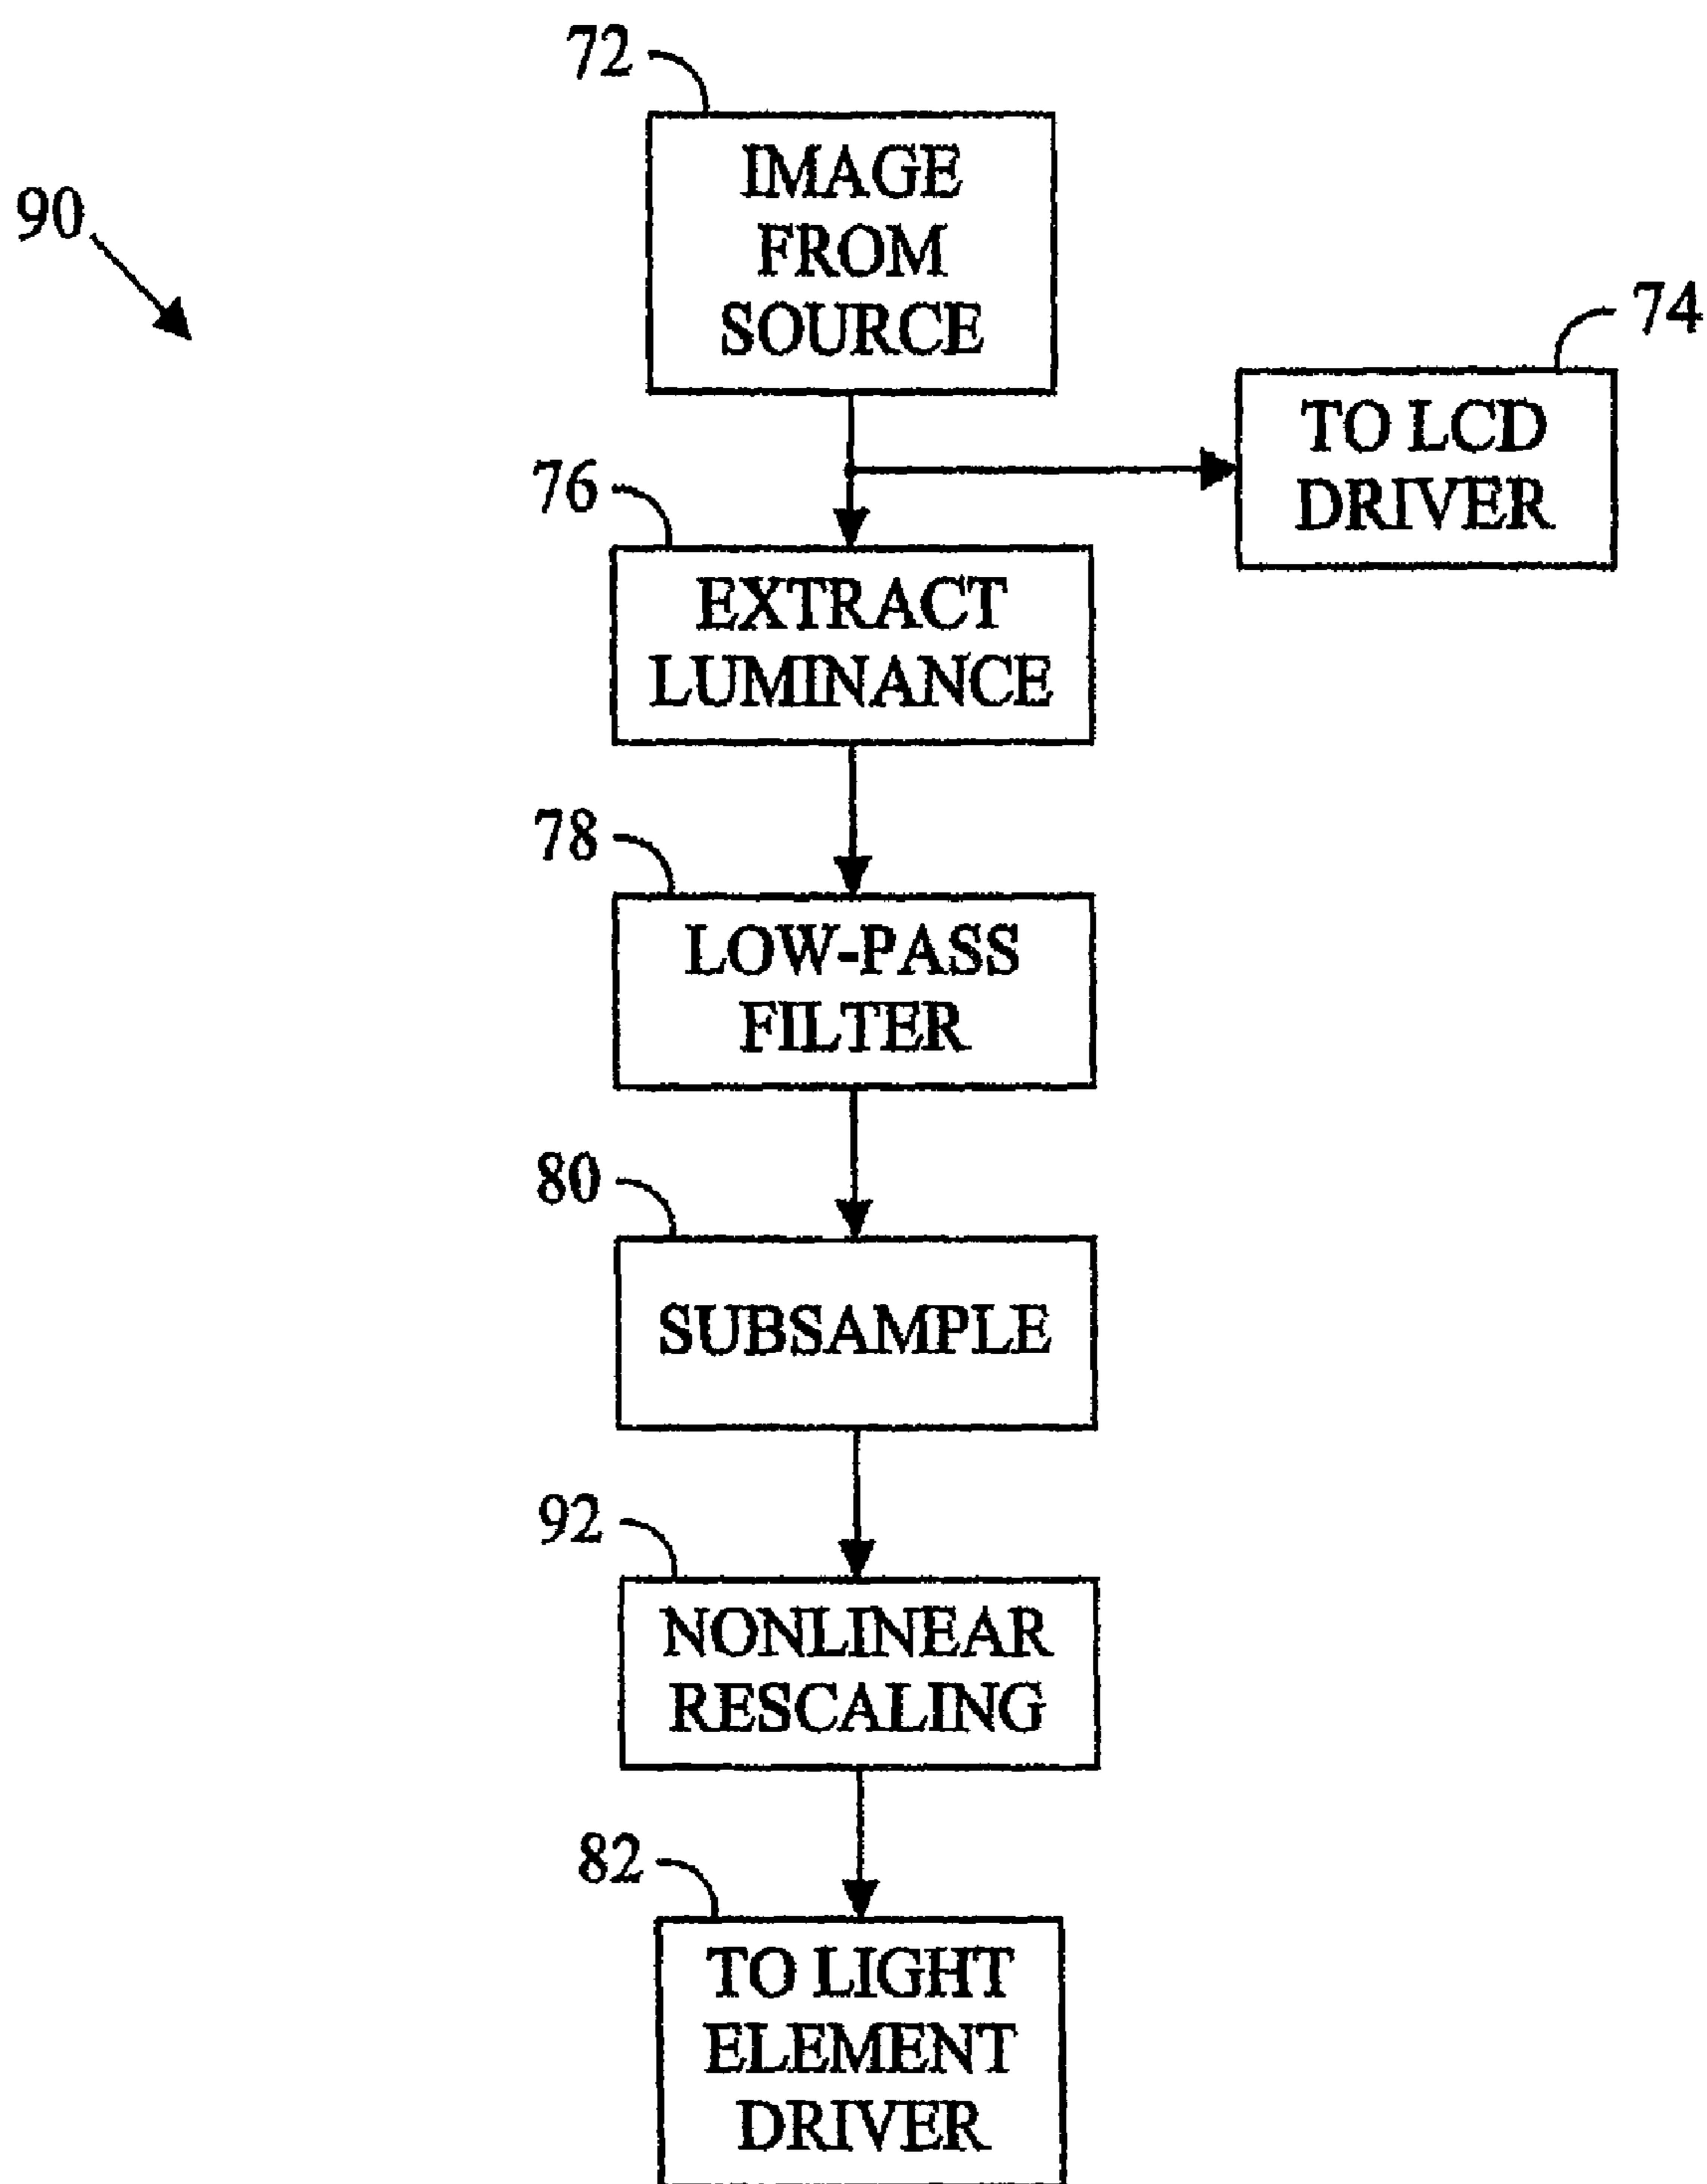 72
IMAGE
FROM
SOURCE
90
74
TO LCD
DRIVER
76
EXTRACT
LUMINANCE
78
LOW-PASS
FILTER
80
SUBSAMPLE
92
NONLINEAR
RESCALING
82
TO LIGHT
ELEMENT
DRIVER